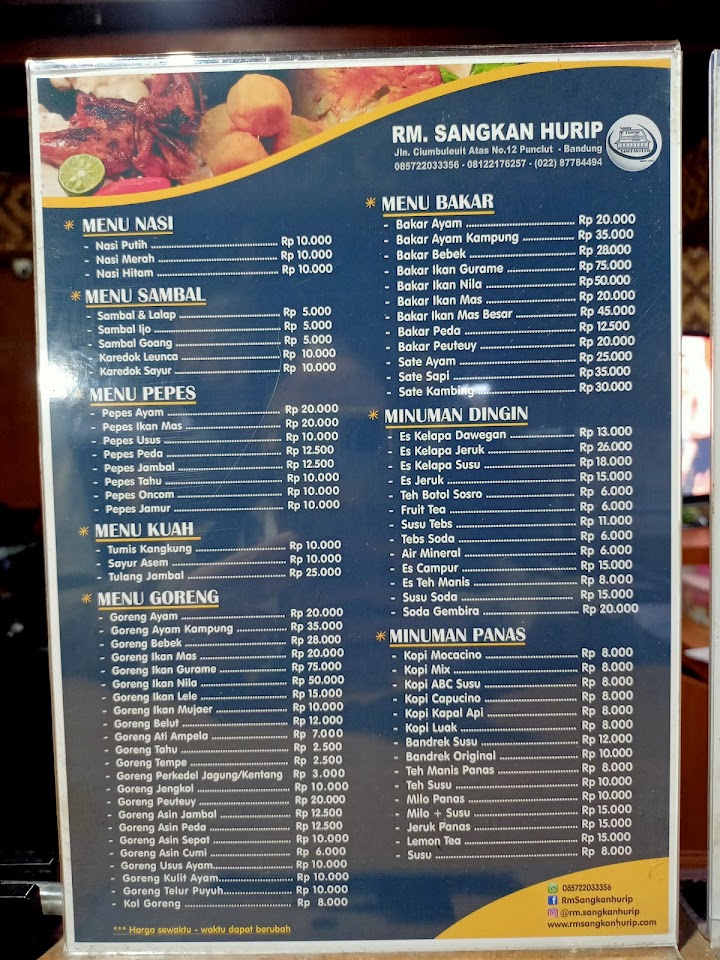 RM. SANGKAN HURIP
Jln. Ciumbuleuit Atas No.12 Punclut - Bandung
085722033356 - 08122176257 - (022) 87784494
* MENU NASI
- Nasi Putih Rp 10.000
- Nasi Merah Rp 10.000
- Nasi Hitam Rp 10.000
* MENU SAMBAL
- Sambal & Lalap Rp 5.000
- Sambal Ijo Rp 5.000
- Sambal Goang Rp 5.000
- Karedok Leunca Rp 10.000
- Karedok Sayur Rp 10.000
* MENU PEPES
- Pepes Ayam Rp 20.000
- Pepes Ikan Mas Rp 20.000
- Pepes Usus Rp 10.000
- Pepes Peda Rp 12.500
- Pepes Jambal Rp 12.500
- Pepes Tahu Rp 10.000
- Pepes Oncom Rp 10.000
- Pepes Jamur Rp 10.000
* MENU KUAH
- Tumis Kangkung Rp 10.000
- Sayur Asem Rp 10.000
- Tulang Jambal Rp 25.000
* MENU GORENG
- Goreng Ayam Rp 20.000
- Goreng Ayam Kampung Rp 35.000
- Goreng Bebek Rp 28.000
- Goreng Ikan Mas Rp 20.000
- Goreng Ikan Gurame Rp 75.000
- Goreng Ikan Nila Rp 50.000
- Goreng Ikan Lele Rp 15.000
- Goreng Ikan Mujaer Rp 10.000
- Goreng Belut Rp 12.000
- Goreng Ati Ampela Rp 7.000
- Goreng Tahu Rp 2.500
- Goreng Tempe Rp 2.500
- Goreng Perkedel Jagung/Kentang Rp 3.000
- Goreng Jengkol Rp 10.000
- Goreng Peuteuy Rp 20.000
- Goreng Asin Jambal Rp 12.500
- Goreng Asin Peda Rp 12.500
- Goreng Asin Sepat Rp 10.000
- Goreng Asin Cumi Rp 6.000
- Goreng Usus Ayam Rp 10.000
- Goreng Kulit Ayam Rp 10.000
- Goreng Telur Puyuh Rp 10.000
- Kol Goreng Rp 8.000
*** Harga sewaktu - waktu dapat berubah
* MENU BAKAR
- Bakar Ayam Rp 20.000
- Bakar Ayam Kampung Rp 35.000
- Bakar Bebek Rp 28.000
- Bakar Ikan Gurame Rp 75.000
- Bakar Ikan Nila Rp 50.000
- Bakar Ikan Mas Rp 20.000
- Bakar Ikan Mas Besar Rp 45.000
- Bakar Peda Rp 12.500
- Bakar Peuteuy Rp 20.000
- Sate Ayam Rp 25.000
- Sate Sapi Rp 35.000
- Sate Kambing Rp 30.000
* MINUMAN DINGIN
- Es Kelapa Dawegan Rp 13.000
- Es Kelapa Jeruk Rp 26.000
- Es Kelapa Susu Rp 18.000
- Es Jeruk Rp 15.000
- Teh Botol Sosro Rp 6.000
- Fruit Tea Rp 6.000
- Susu Tebs Rp 11.000
- Tebs Soda Rp 6.000
- Air Mineral Rp 6.000
- Es Campur Rp 15.000
- Es Teh Manis Rp 8.000
- Susu Soda Rp 15.000
- Soda Gembira Rp 20.000
* MINUMAN PANAS
- Kopi Mocacino Rp 8.000
- Kopi Mix Rp 8.000
- Kopi ABC Susu Rp 8.000
- Kopi Capucino Rp 8.000
- Kopi Kapal Api Rp 8.000
- Kopi Luak Rp 8.000
- Bandrek Susu Rp 12.000
- Bandrek Original Rp 10.000
- Teh Manis Panas Rp 8.000
- Teh Susu Rp 10.000
- Milo Panas Rp 10.000
- Milo + Susu Rp 15.000
- Jeruk Panas Rp 15.000
- Lemon Tea Rp 15.000
- Susu Rp 8.000
085722033356
RmSangkanhurip
@rm.sangkanhurip
www.rmsangkanhurip.com